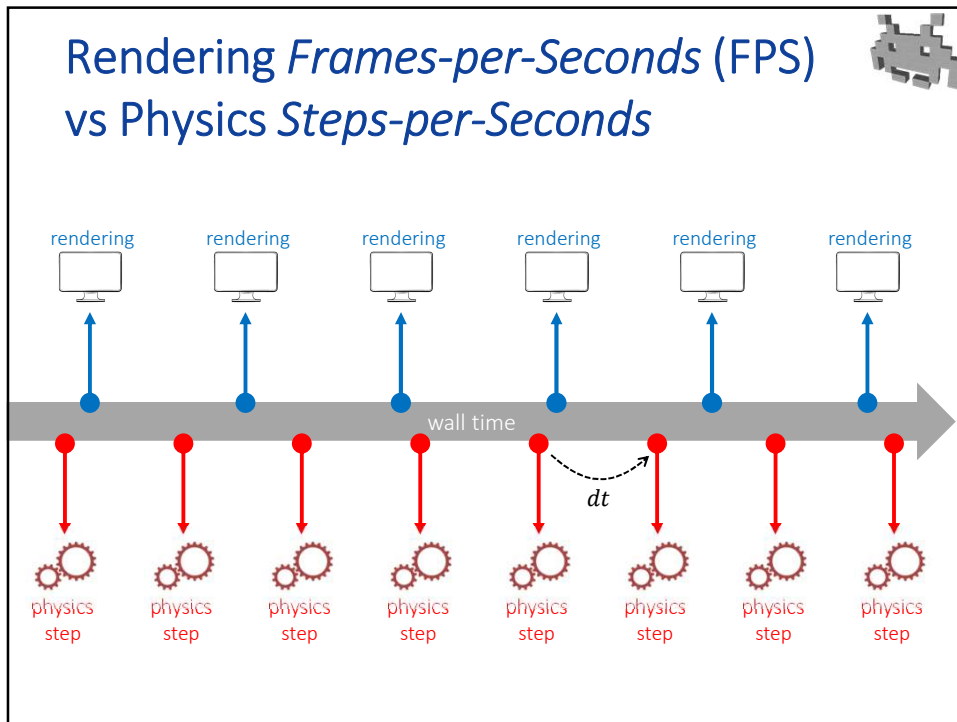 Rendering Frames-per-Seconds (FPS)
vs Physics Steps-per-Seconds
rendering rendering rendering rendering rendering rendering
wall time
dt
physics physics physics physics physics physics physics physics
step step step step step step step step